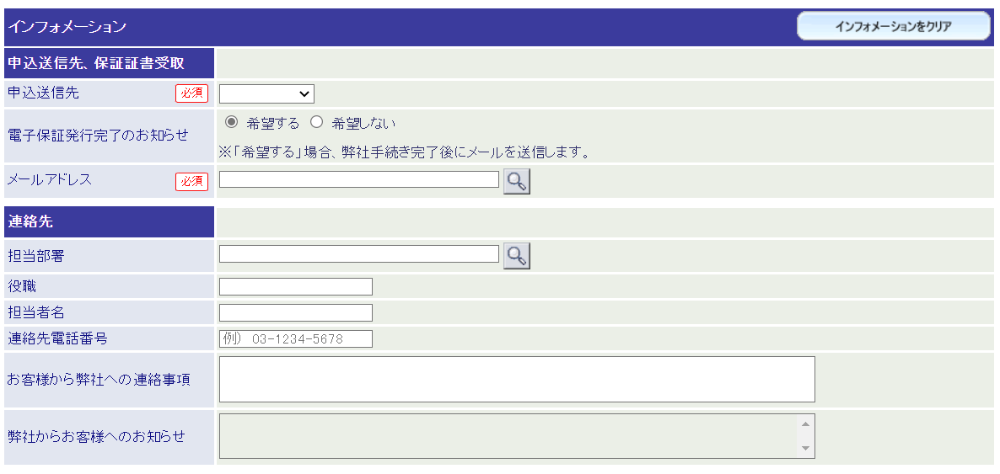 インフォメーション
インフォメーションをクリア
申込送信先、保証証書受取
申込送信先 必須
電子保証発行完了のお知らせ
希望する 希望しない
※「希望する」場合、弊社手続き完了後にメールを送信します。
メールアドレス 必須
連絡先
担当部署
役職
担当者名
連絡先電話番号
例） 03-1234-5678
お客様から弊社への連絡事項
弊社からお客様へのお知らせ